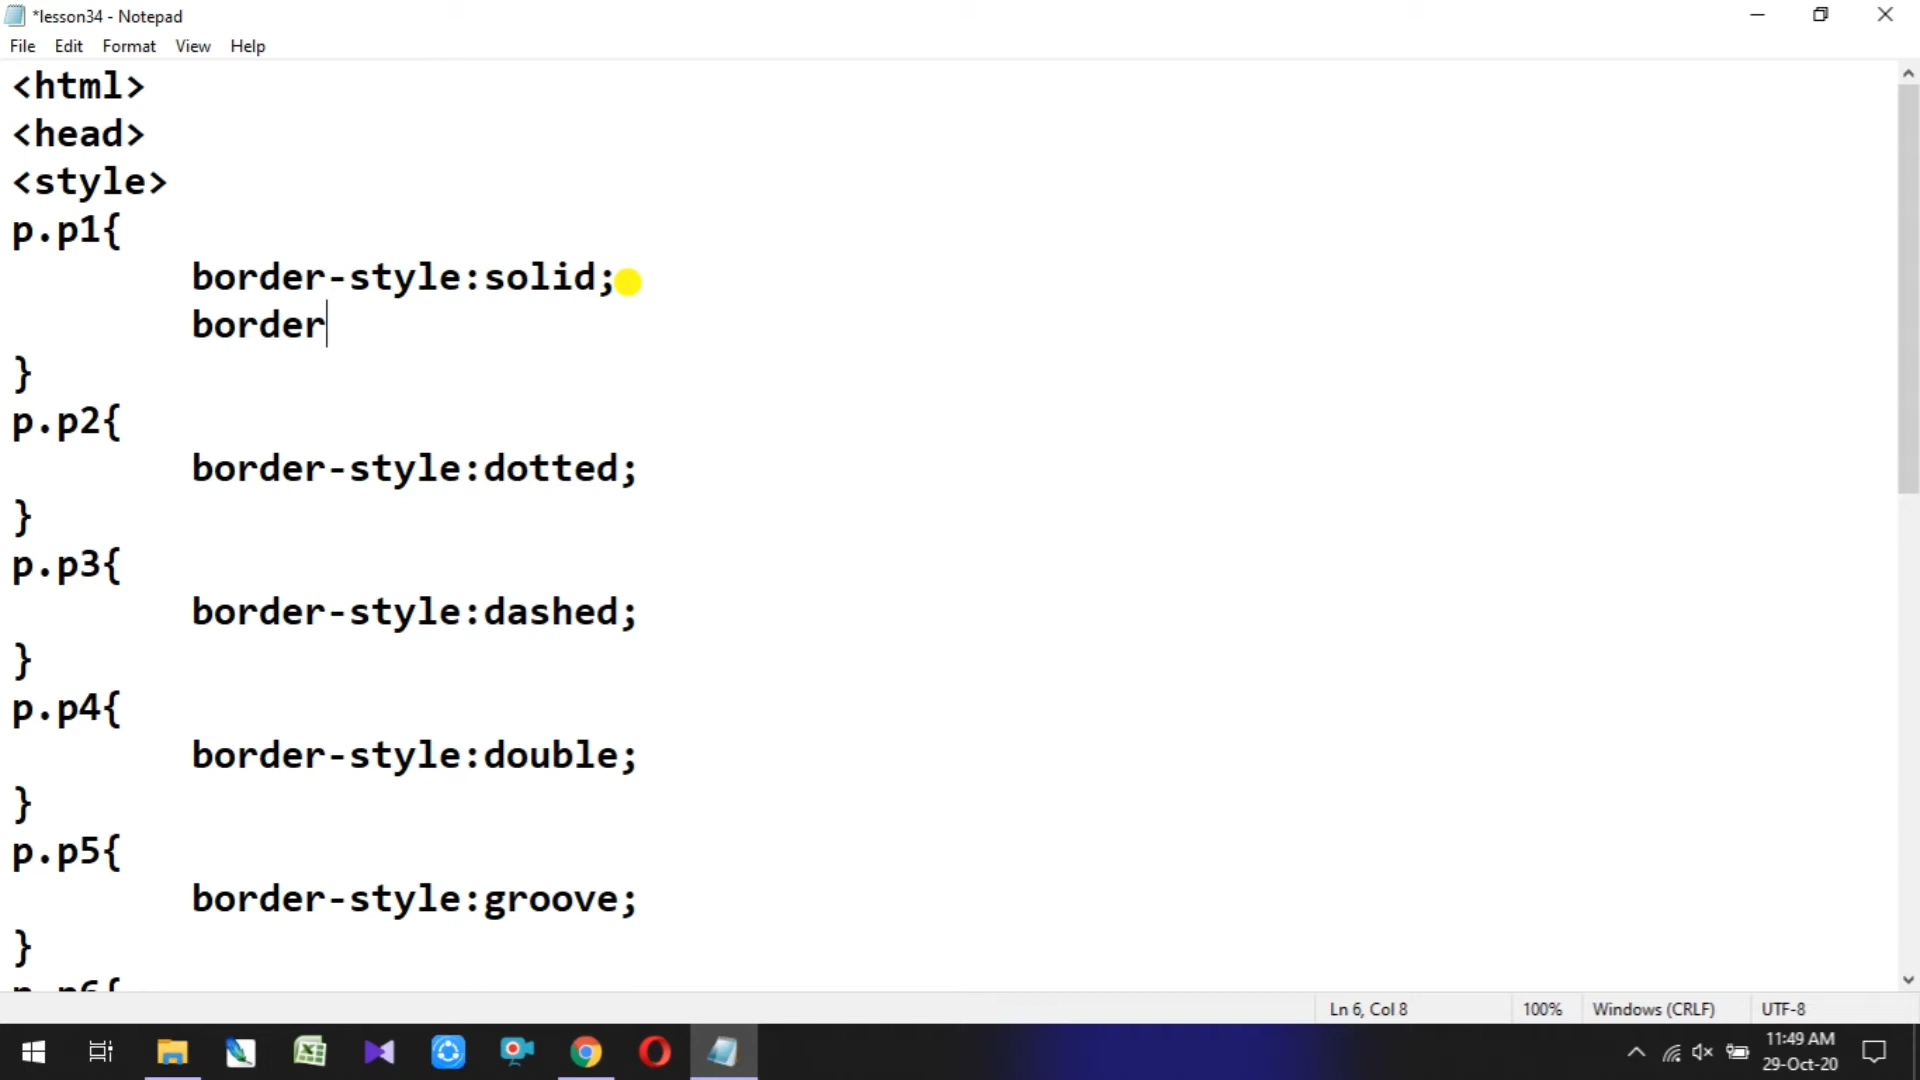 *lesson34 - Notepad
File Edit Format View Help
<html>
<head>
<style>
p.p1{
border-style:solid;
border
}
p.p2{
border-style:dotted;
}
p.p3{
border-style:dashed;
}
p.p4{
border-style:double;
}
p.p5{
border-style:groove;
}
p.p6{
Ln 6, Col 8 100% Windows (CRLF) UTF-8
11:49 AM
29-Oct-20